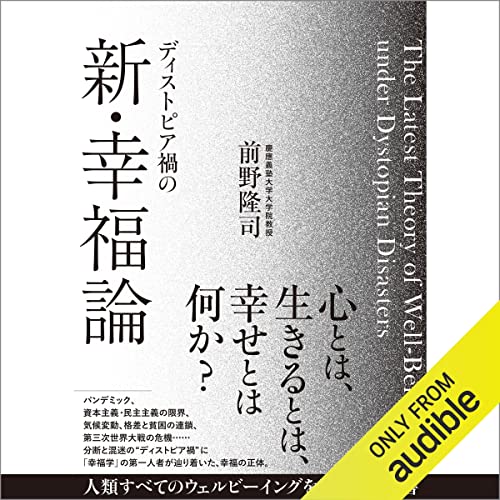 ディストピア禍の
新・幸福論
慶應義塾大学大学院教授
前野隆司
The Latest Theory of Well-Be
under Dystopian Disasters
心とは、
生きるとは、
幸せとは
何か?
パンデミック、
資本主義・民主主義の限界、
気候変動、格差と貧困の連鎖、
第三次世界大戦の危機……
分断と混迷の“ディストピア禍”に
「幸福学」の第一人者が辿り着いた、幸福の正体。
人類すべてのウェルビーイングを
ONLY FROM
audible